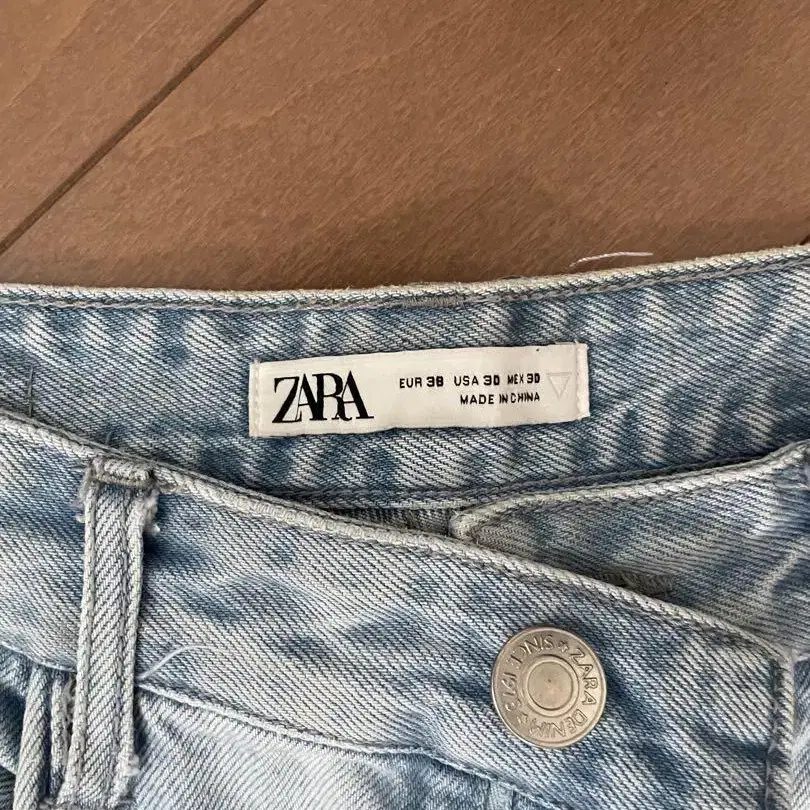 ZARA
EUR 38 USA 30 MEX 30
MADE IN CHINA
ZARA DENIM